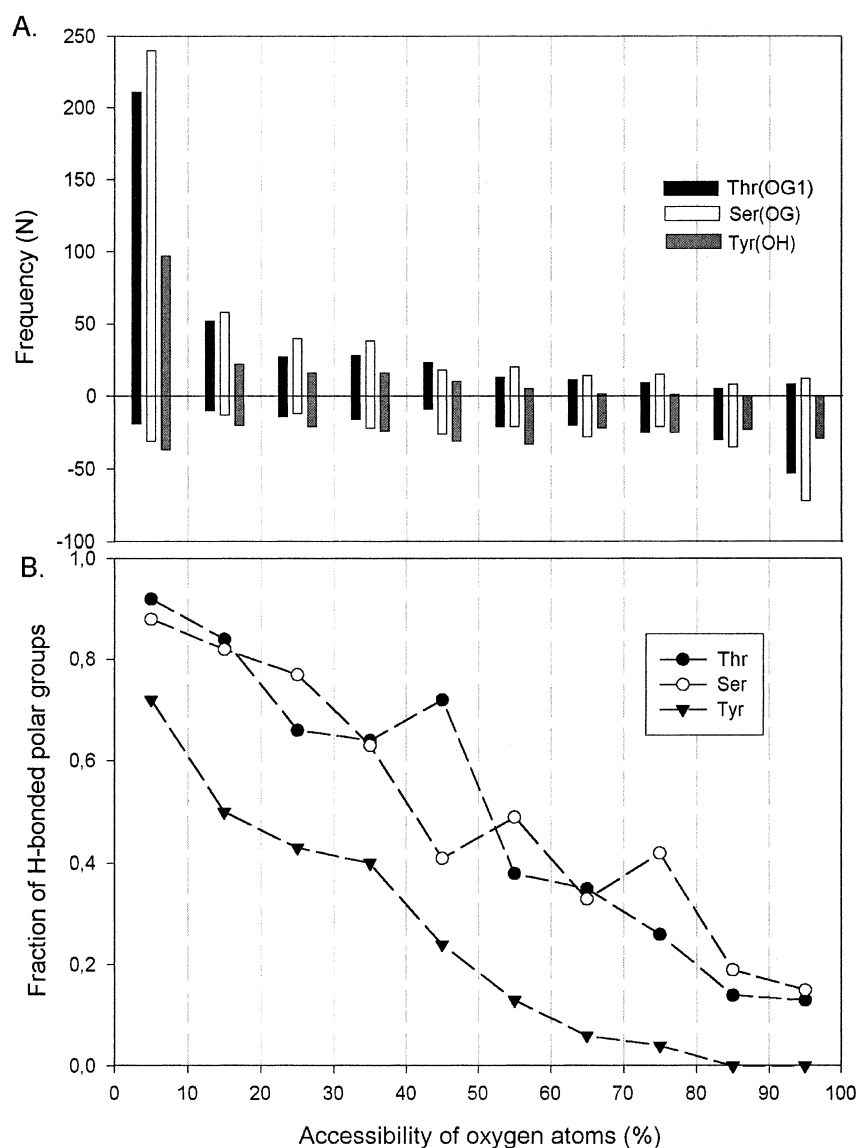 A.
250
200
150
100
50
0
-50
-100
Frequency (N)
Thr(OG1)
Ser(OG)
Tyr(OH)
B.
1,0
0,8
0,6
0,4
0,2
0,0
Fraction of H-bonded polar groups
Thr
Ser
Tyr
0 10 20 30 40 50 60 70 80 90 100
Accessibility of oxygen atoms (%)